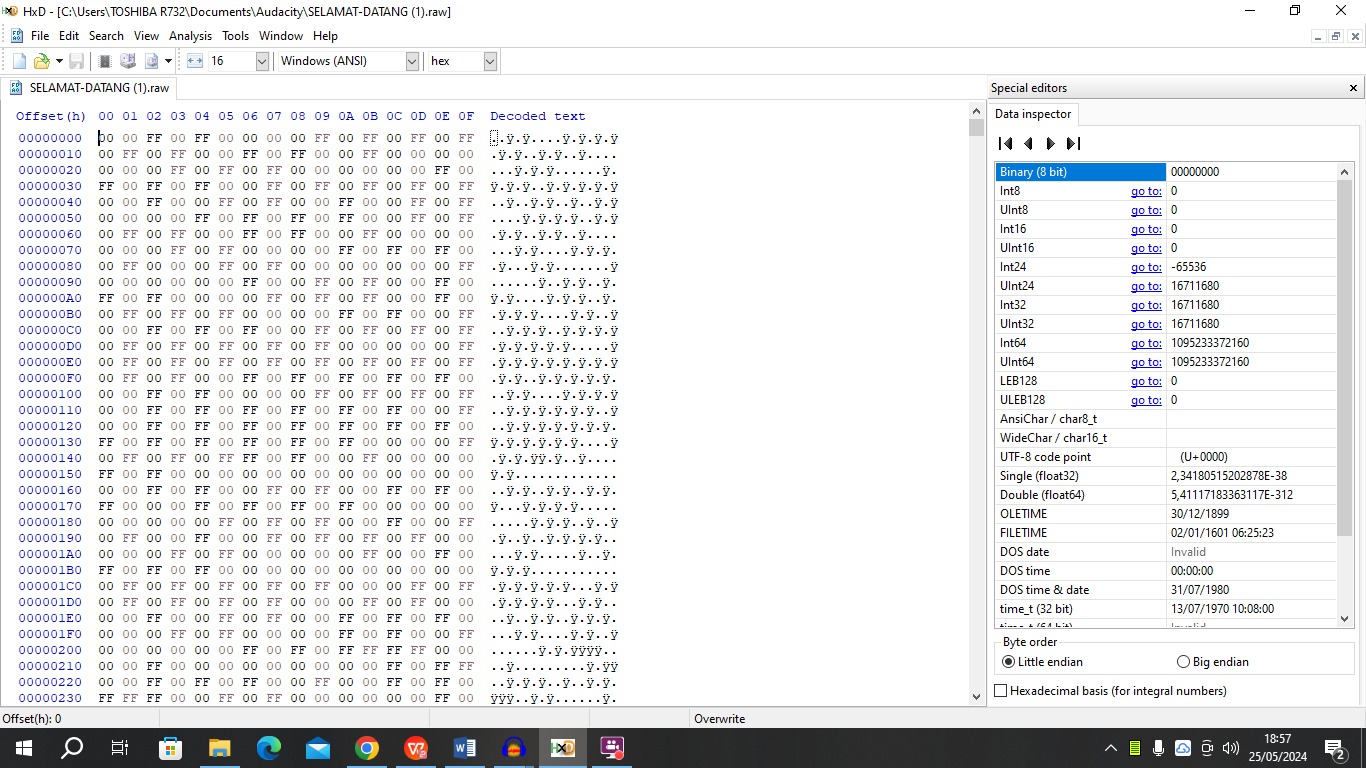 HxD - [C:\Users\TOSHIBA R732\Documents\Audacity\SELAMAT-DATANG (1).raw]
File Edit Search View Analysis Tools Window Help
16 Windows (ANSI) hex
SELAMAT-DATANG (1).raw
Offset(h) 00 01 02 03 04 05 06 07 08 09 0A 0B 0C 0D 0E 0F Decoded text
00000000 00 00 FF 00 FF 00 00 00 00 FF 00 FF 00 FF 00 FF ..ÿ.ÿ....ÿ.ÿ.ÿ.ÿ
00000010 00 FF 00 FF 00 00 FF 00 FF 00 00 FF 00 00 00 00 .ÿ.ÿ..ÿ.ÿ..ÿ....
00000020 00 00 00 FF 00 FF 00 FF 00 00 00 00 00 00 FF 00 ...ÿ.ÿ.ÿ......ÿ.
00000030 FF 00 FF 00 FF 00 00 FF 00 FF 00 FF 00 FF 00 FF ÿ.ÿ.ÿ..ÿ.ÿ.ÿ.ÿ.ÿ
00000040 00 00 FF 00 00 FF 00 FF 00 00 FF 00 00 FF 00 FF ..ÿ..ÿ.ÿ..ÿ..ÿ.ÿ
00000050 00 00 00 00 FF 00 FF 00 FF 00 FF 00 00 FF 00 FF ....ÿ.ÿ.ÿ.ÿ..ÿ.ÿ
00000060 00 FF 00 FF 00 00 FF 00 FF 00 00 FF 00 00 FF 00 .ÿ.ÿ..ÿ.ÿ..ÿ..ÿ.
00000070 00 00 00 FF 00 FF 00 00 00 00 FF 00 FF 00 FF 00 ...ÿ.ÿ....ÿ.ÿ.ÿ.
00000080 00 FF 00 00 00 FF 00 FF 00 00 00 00 00 00 00 FF .ÿ...ÿ.ÿ.......ÿ
00000090 00 00 00 00 00 00 FF 00 00 FF 00 FF 00 00 FF 00 ......ÿ..ÿ.ÿ..ÿ.
000000A0 FF 00 FF 00 00 00 00 FF 00 FF 00 FF 00 00 FF 00 ÿ.ÿ....ÿ.ÿ.ÿ..ÿ.
000000B0 00 FF 00 FF 00 00 00 FF 00 00 FF 00 FF 00 00 FF .ÿ.ÿ...ÿ..ÿ.ÿ..ÿ
000000C0 00 00 FF 00 FF 00 FF 00 00 FF 00 FF 00 FF 00 00 ..ÿ.ÿ.ÿ..ÿ.ÿ.ÿ..
000000D0 00 00 00 00 00 FF 00 FF 00 FF 00 FF 00 00 00 FF .....ÿ.ÿ.ÿ.ÿ...ÿ
000000E0 00 FF 00 FF 00 FF 00 FF 00 FF 00 FF 00 FF 00 FF .ÿ.ÿ.ÿ.ÿ.ÿ.ÿ.ÿ.ÿ
000000F0 00 FF 00 FF 00 00 FF 00 FF 00 FF 00 FF 00 FF 00 .ÿ.ÿ..ÿ.ÿ.ÿ.ÿ.ÿ.
00000100 00 00 FF 00 FF 00 00 00 00 FF 00 FF 00 FF 00 FF ..ÿ.ÿ....ÿ.ÿ.ÿ.ÿ
00000110 00 00 FF 00 FF 00 FF 00 FF 00 FF 00 FF 00 FF 00 ..ÿ.ÿ.ÿ.ÿ.ÿ.ÿ.ÿ.
00000120 00 00 FF 00 FF 00 FF 00 FF 00 FF 00 FF 00 FF 00 ..ÿ.ÿ.ÿ.ÿ.ÿ.ÿ.ÿ.
00000130 FF 00 FF 00 FF 00 FF 00 FF 00 FF 00 00 00 00 FF ÿ.ÿ.ÿ.ÿ.ÿ.ÿ....ÿ
00000140 00 FF 00 FF 00 FF FF 00 FF 00 00 FF 00 00 FF 00 .ÿ.ÿ.ÿÿ.ÿ..ÿ..ÿ.
00000150 FF 00 FF 00 00 00 00 00 00 00 00 00 00 00 00 00 ÿ.ÿ.............
00000160 00 00 FF 00 FF 00 00 FF 00 FF 00 00 FF 00 FF 00 ..ÿ.ÿ..ÿ.ÿ..ÿ.ÿ.
00000170 FF 00 00 00 FF 00 FF 00 FF 00 FF 00 00 00 00 00 ÿ...ÿ.ÿ.ÿ.ÿ.....
00000180 00 00 00 00 00 FF 00 FF 00 FF 00 00 FF 00 00 FF .....ÿ.ÿ.ÿ..ÿ..ÿ
00000190 00 FF 00 00 FF 00 00 FF 00 FF 00 FF 00 FF 00 00 .ÿ..ÿ..ÿ.ÿ.ÿ.ÿ..
000001A0 00 00 00 FF 00 FF 00 00 00 00 00 FF 00 00 FF 00 ...ÿ.ÿ.....ÿ..ÿ.
000001B0 FF 00 FF 00 FF 00 00 00 00 00 00 00 00 00 00 00 ÿ.ÿ.ÿ...........
000001C0 00 FF 00 FF 00 FF 00 FF 00 FF 00 00 00 FF 00 FF .ÿ.ÿ.ÿ.ÿ.ÿ...ÿ.ÿ
000001D0 00 FF 00 FF 00 FF 00 FF 00 00 00 FF 00 FF 00 00 .ÿ.ÿ.ÿ.ÿ...ÿ.ÿ..
000001E0 00 00 FF 00 FF 00 00 00 FF 00 FF 00 FF 00 FF 00 ..ÿ.ÿ...ÿ.ÿ.ÿ.ÿ.
000001F0 00 00 00 FF 00 FF 00 00 00 00 FF 00 FF 00 00 FF ...ÿ.ÿ....ÿ.ÿ..ÿ
00000200 00 00 00 00 00 00 FF 00 FF 00 FF FF FF FF 00 00 ......ÿ.ÿ.ÿÿÿÿ..
00000210 00 00 FF 00 00 00 00 00 00 00 00 00 FF 00 FF FF ..ÿ.........ÿ.ÿÿ
00000220 00 00 FF 00 FF 00 FF 00 00 FF 00 00 FF 00 FF 00 ..ÿ.ÿ.ÿ..ÿ..ÿ.ÿ.
00000230 FF FF FF 00 00 FF 00 FF 00 00 00 00 00 00 FF 00 ÿÿÿ..ÿ.ÿ......ÿ.
Special editors
Data inspector
Binary (8 bit) 00000000
Int8 go to: 0
UInt8 go to: 0
Int16 go to: 0
UInt16 go to: 0
Int24 go to: -65536
UInt24 go to: 16711680
Int32 go to: 16711680
UInt32 go to: 16711680
Int64 go to: 1095233372160
UInt64 go to: 1095233372160
LEB128 go to: 0
ULEB128 go to: 0
AnsiChar / char8_t
WideChar / char16_t
UTF-8 code point (U+0000)
Single (float32) 2,34180515202878E-38
Double (float64) 5,41117183363117E-312
OLETIME 30/12/1899
FILETIME 02/01/1601 06:25:23
DOS date Invalid
DOS time 00:00:00
DOS time & date 31/07/1980
time_t (32 bit) 13/07/1970 10:08:00
time_t (64 bit) Invalid
Byte order
Little endian Big endian
Hexadecimal basis (for integral numbers)
Offset(h): 0 Overwrite
18:57
25/05/2024
2